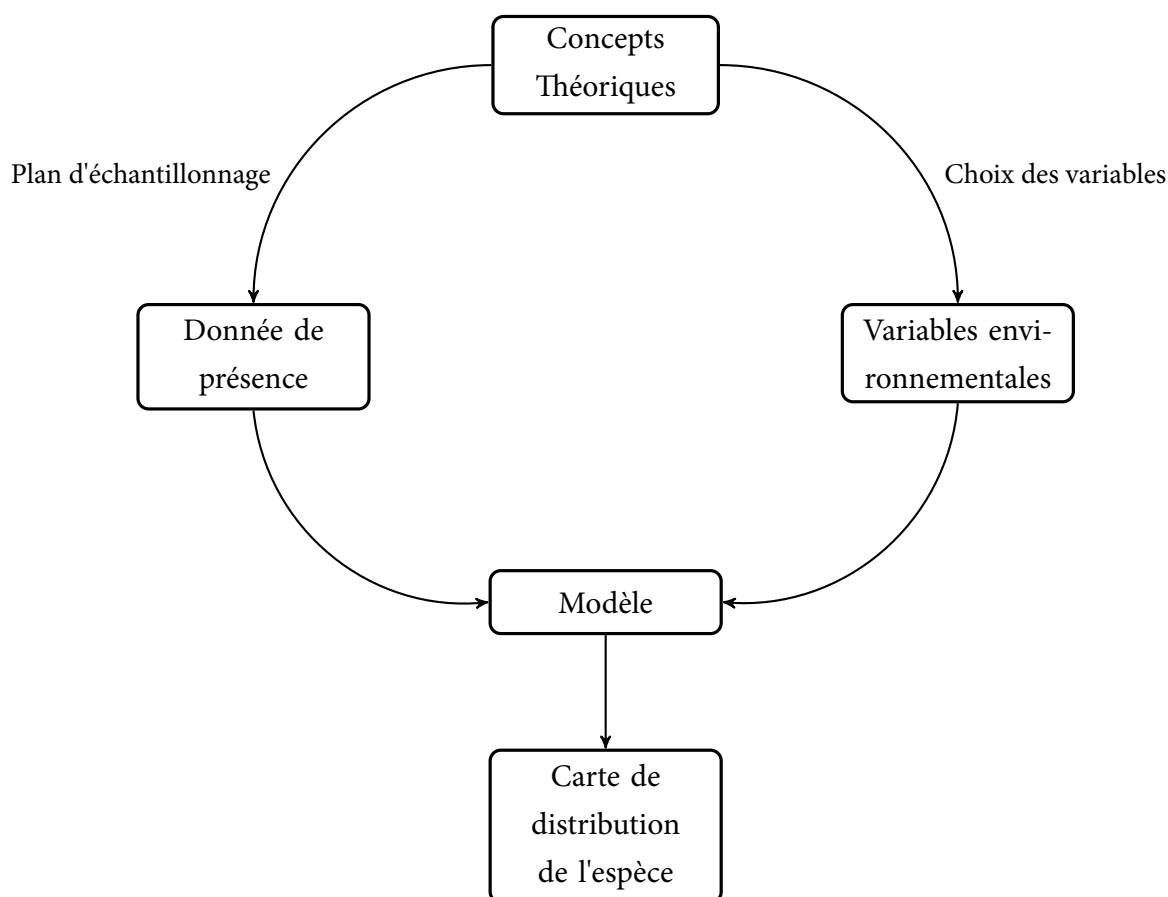 Concepts
Théoriques
Plan d'échantillonnage
Choix des variables
Donnée de
présence
Variables envi-
ronnementales
Modèle
Carte de
distribution
de l'espèce